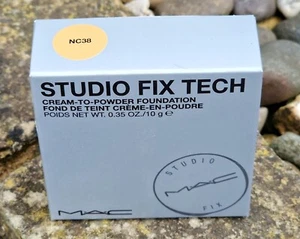 NC38
STUDIO FIX TECH
CREAM-TO-POWDER FOUNDATION
FOND DE TEINT CRÈME-EN-POUDRE
POIDS NET WT. 0.35 OZ./10 g ℮
STUDIO
MAC
FIX
MAC